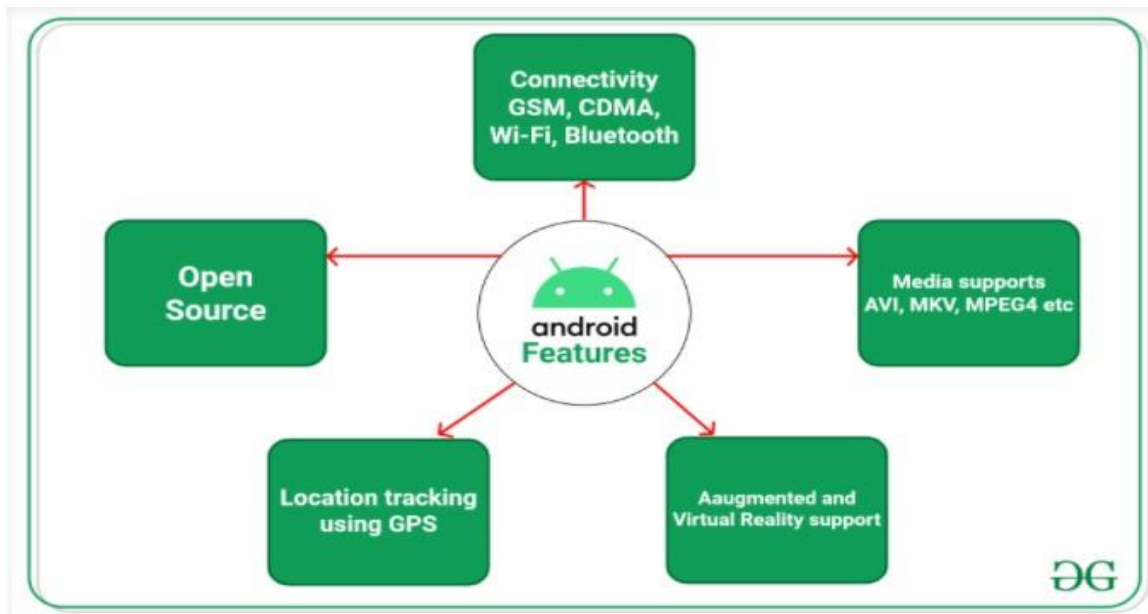 Connectivity
GSM, CDMA,
Wi-Fi, Bluetooth
Open
Source
Media supports
AVI, MKV, MPEG4 etc
android
Features
Location tracking
using GPS
Aaugmented and
Virtual Reality support